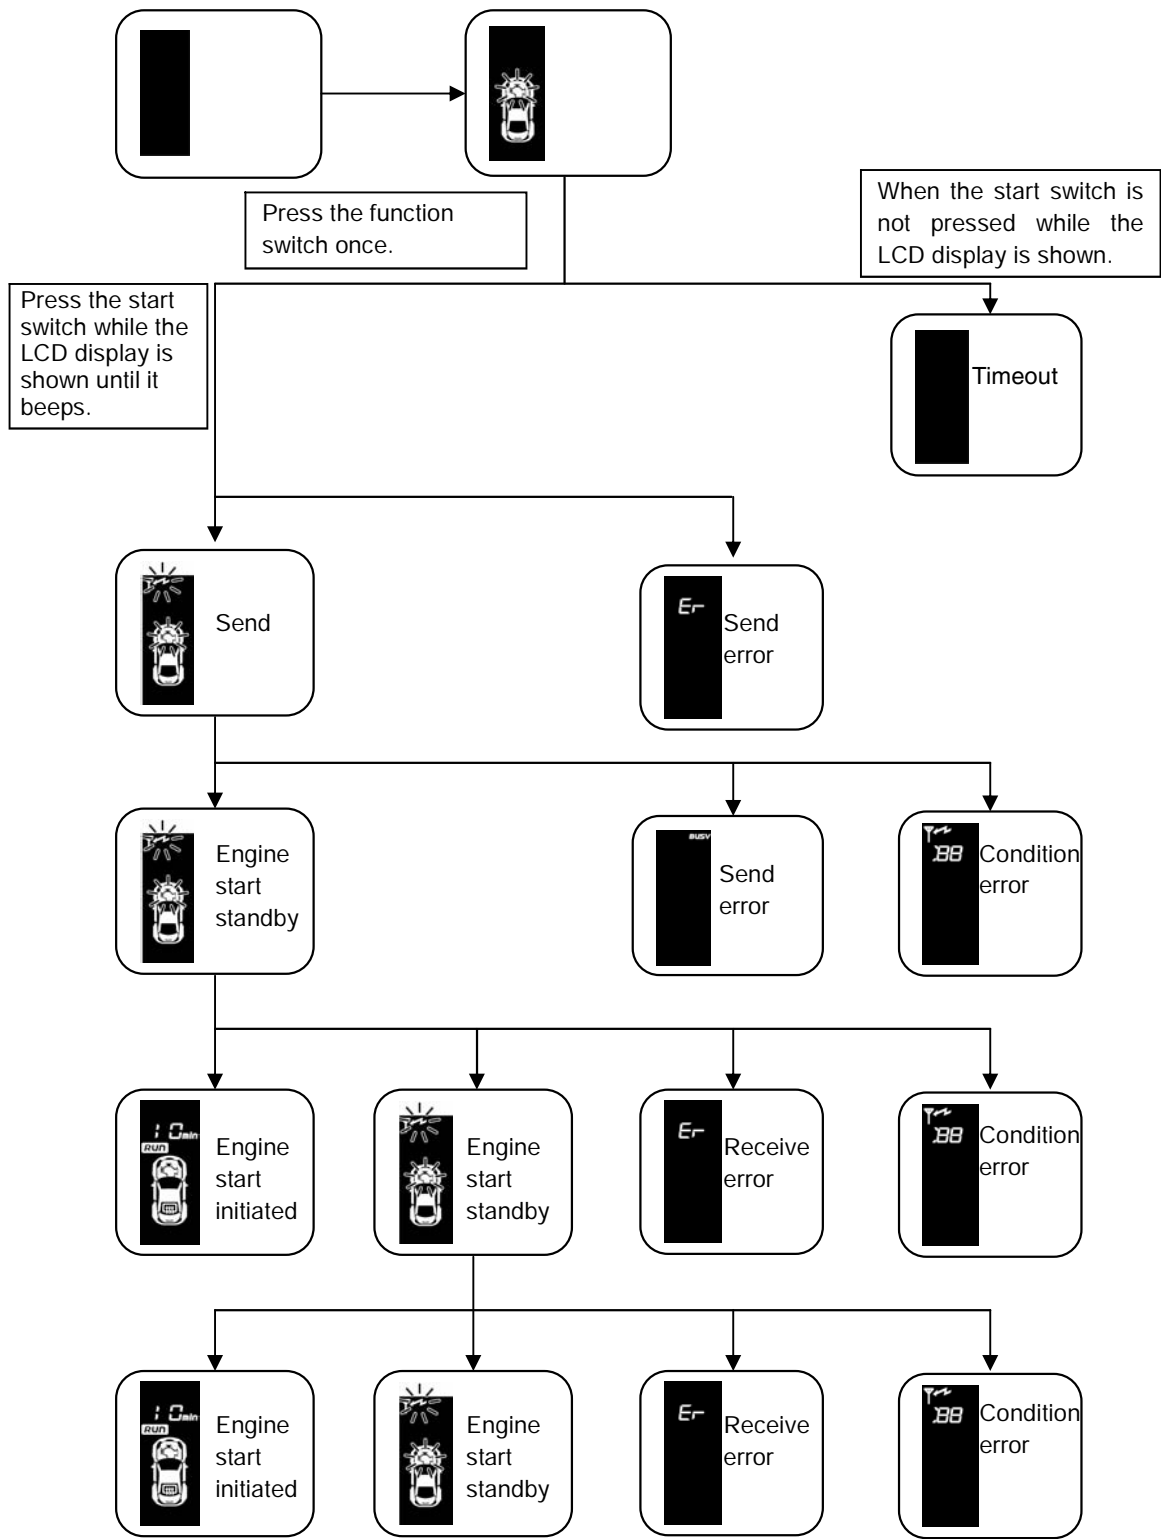 Press the function
switch once.
When the start switch is
not pressed while the
LCD display is shown.
Press the start
switch while the
LCD display is
shown until it
beeps.
Timeout
Send
Er
Send
error
Engine
start
standby
BUSY
Send
error
Condition
error
10min
RUN
Engine
start
initiated
Engine
start
standby
Er
Receive
error
Condition
error
10min
RUN
Engine
start
initiated
Engine
start
standby
Er
Receive
error
Condition
error